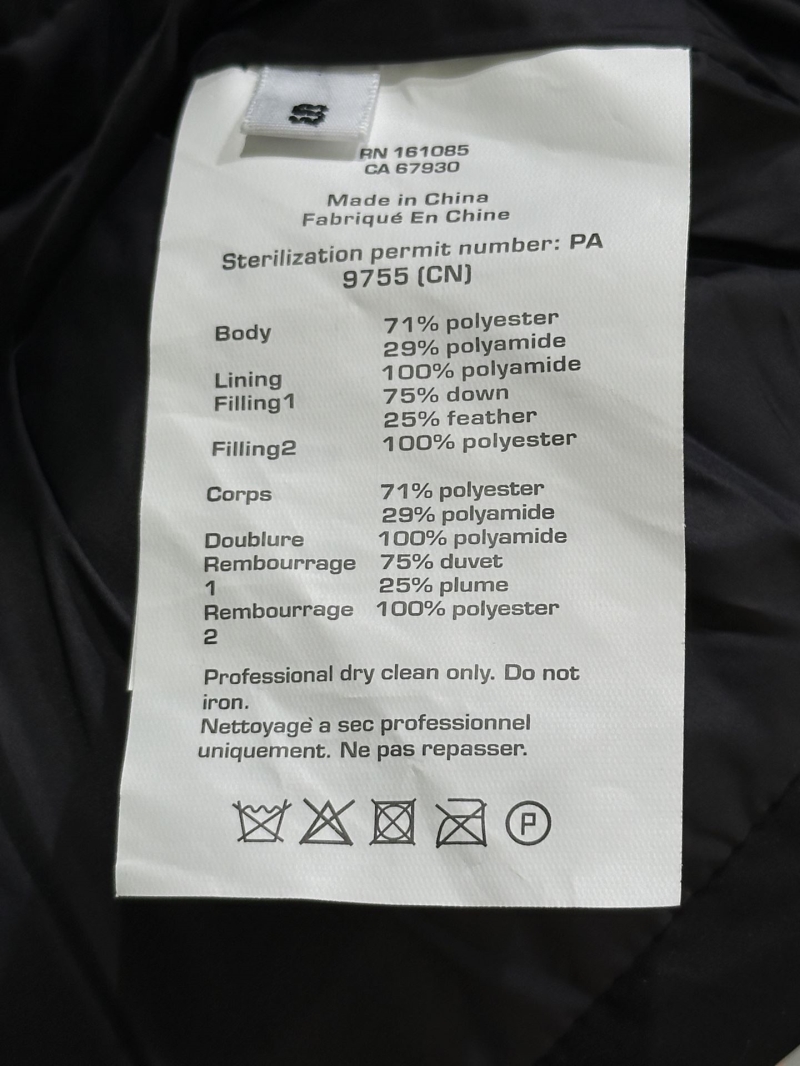 S
RN 161085
CA 67930
Made in China
Fabriqué En Chine
Sterilization permit number: PA
9755 (CN)
Body 71% polyester
29% polyamide
Lining 100% polyamide
Filling1 75% down
25% feather
Filling2 100% polyester
Corps 71% polyester
29% polyamide
Doublure 100% polyamide
Rembourrage 75% duvet
1 25% plume
Rembourrage 100% polyester
2
Professional dry clean only. Do not
iron.
Nettoyagè a sec professionnel
uniquement. Ne pas repasser.
P